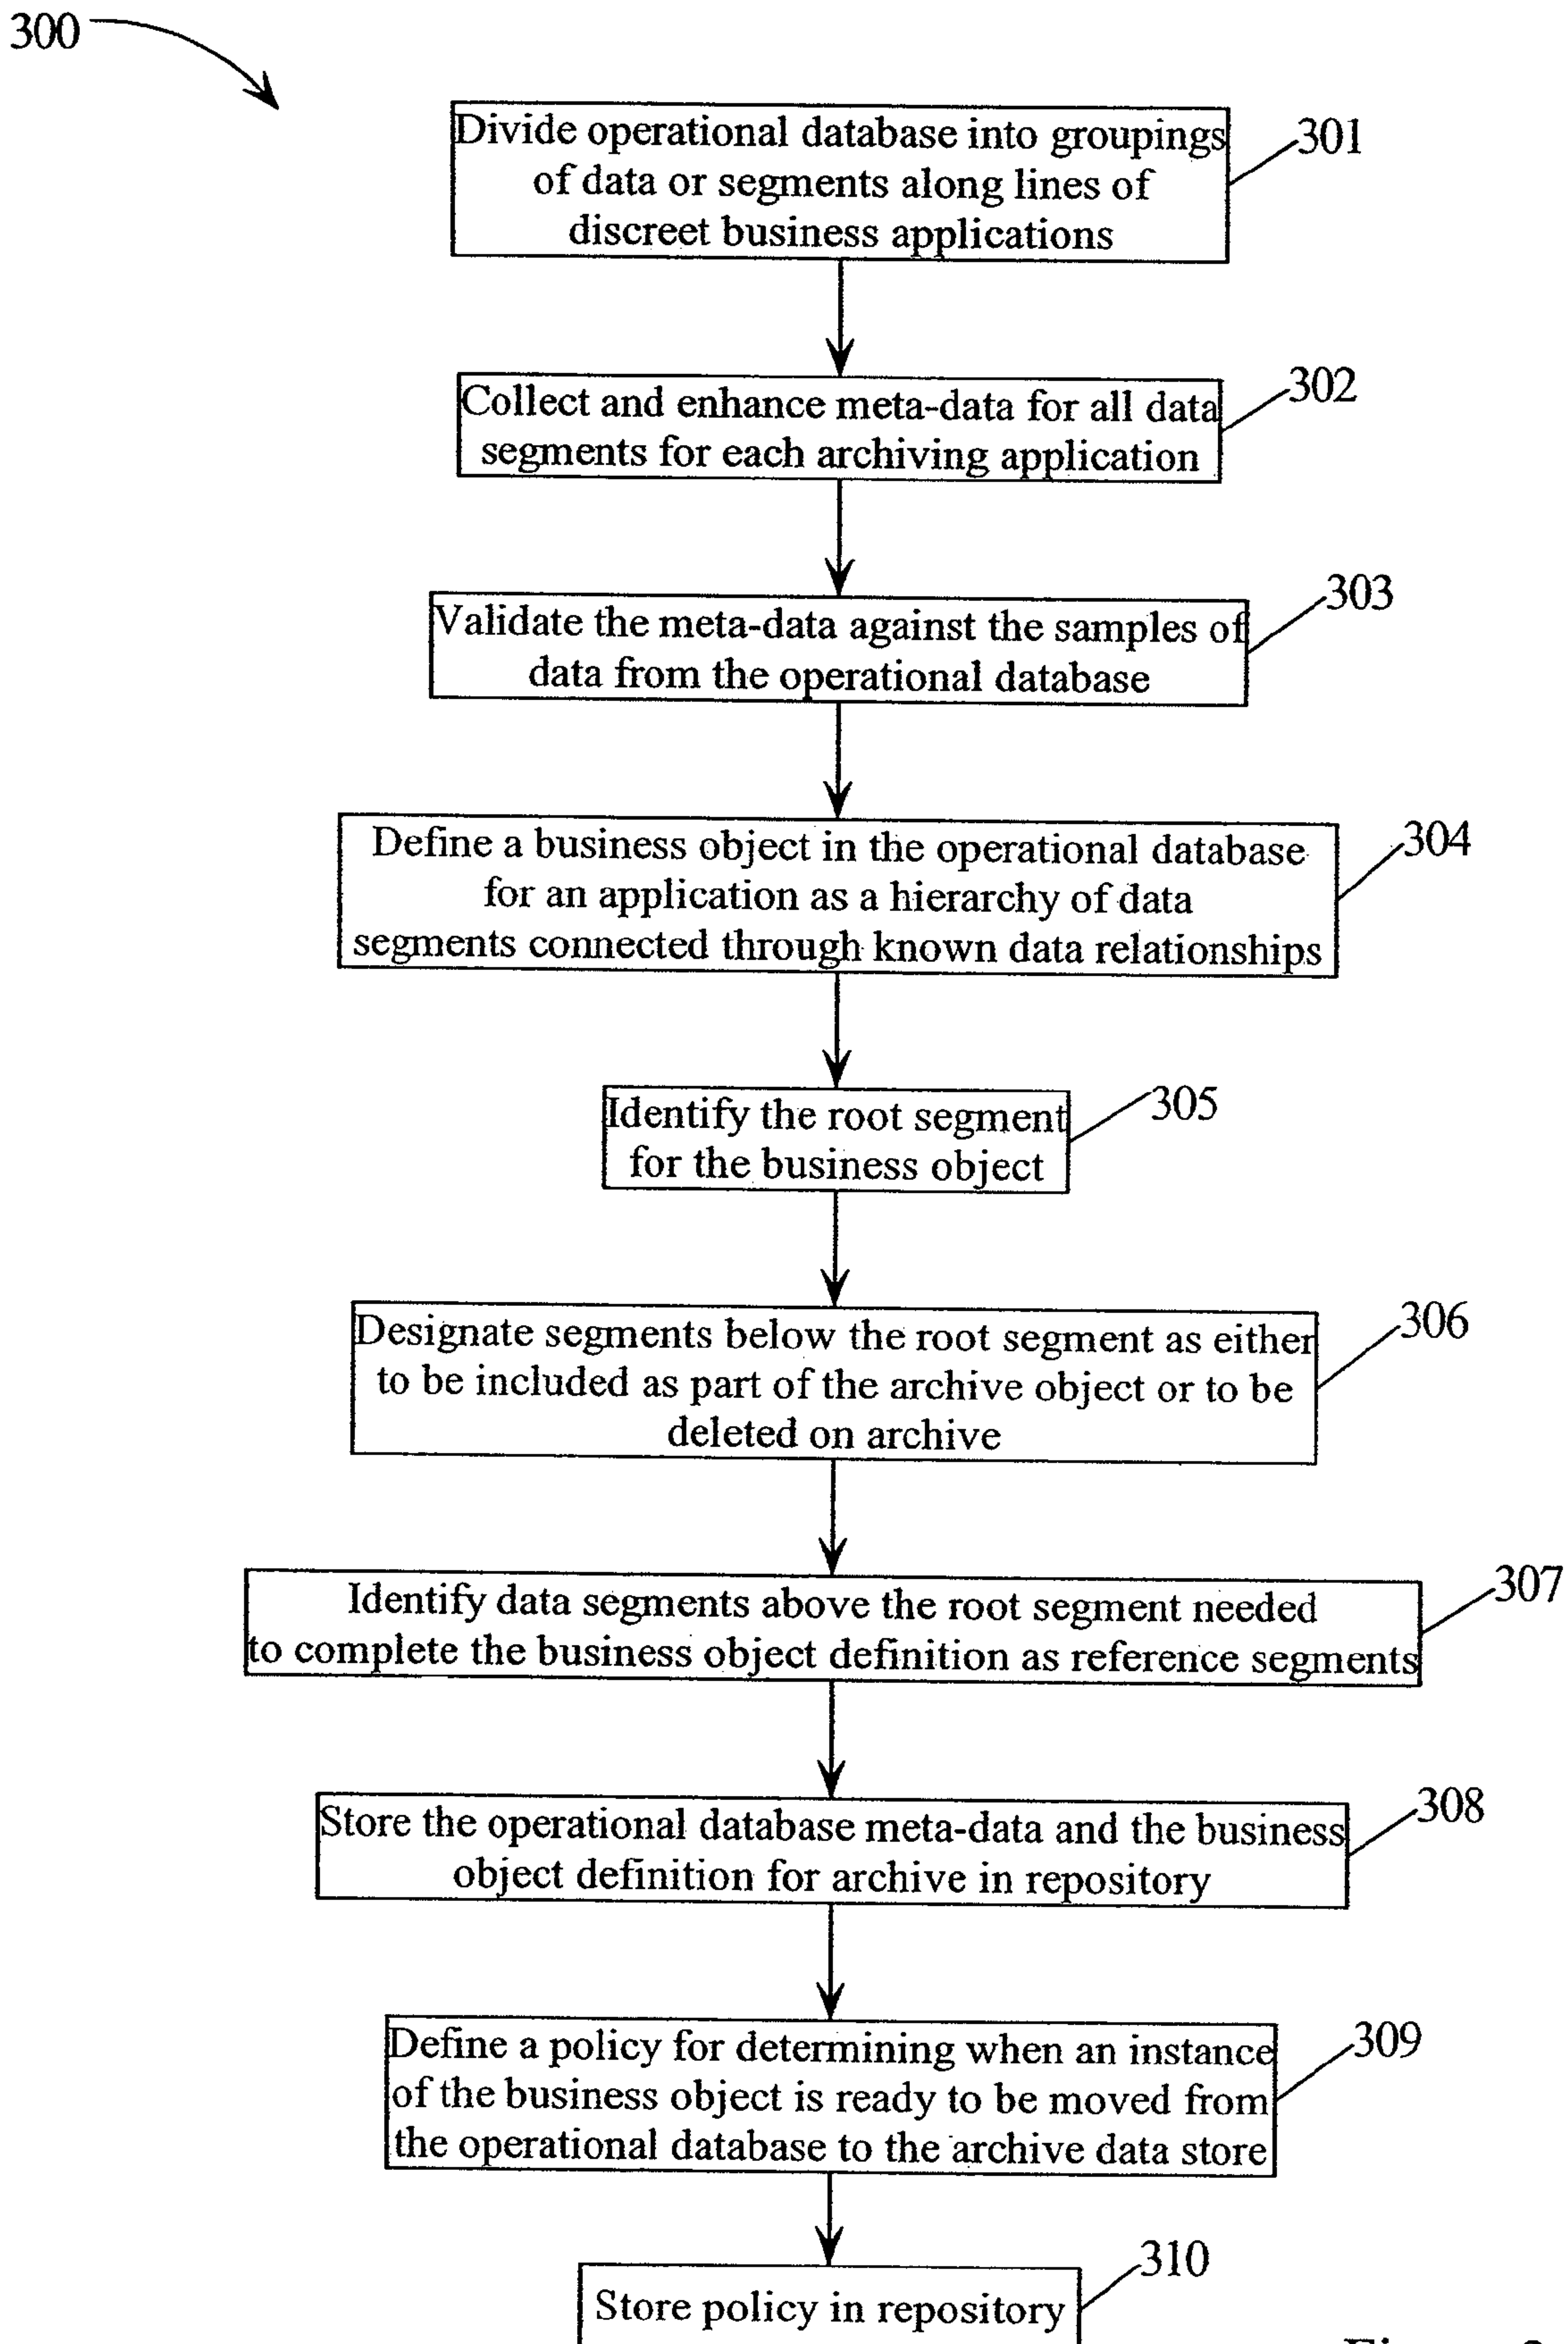 300
Divide operational database into groupings
of data or segments along lines of
discreet business applications
301
Collect and enhance meta-data for all data
segments for each archiving application
302
Validate the meta-data against the samples of
data from the operational database
303
Define a business object in the operational database
for an application as a hierarchy of data
segments connected through known data relationships
304
Identify the root segment
for the business object
305
Designate segments below the root segment as either
to be included as part of the archive object or to be
deleted on archive
306
Identify data segments above the root segment needed
to complete the business object definition as reference segments
307
Store the operational database meta-data and the business
object definition for archive in repository
308
Define a policy for determining when an instance
of the business object is ready to be moved from
the operational database to the archive data store
309
Store policy in repository
310